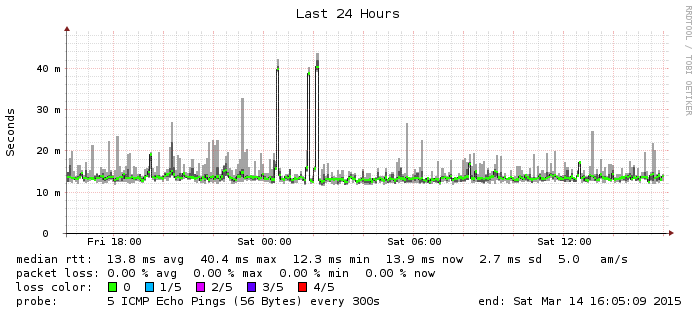 Last 24 Hours
RRDTOOL / TOBI OETIKER
Seconds
40 m
30 m
20 m
10 m
0
Fri 18:00 Sat 00:00 Sat 06:00 Sat 12:00
median rtt: 13.8 ms avg 40.4 ms max 12.3 ms min 13.9 ms now 2.7 ms sd 5.0 am/s
packet loss: 0.00 % avg 0.00 % max 0.00 % min 0.00 % now
loss color: 0 1/5 2/5 3/5 4/5
probe: 5 ICMP Echo Pings (56 Bytes) every 300s end: Sat Mar 14 16:05:09 2015